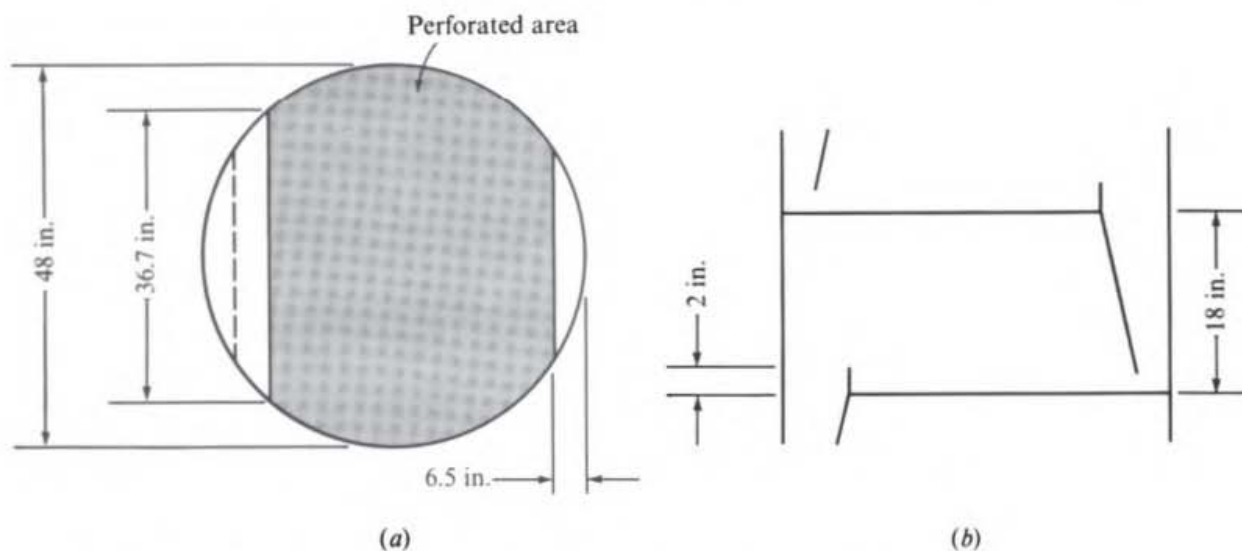 Perforated area
48 in.
36.7 in.
6.5 in.
2 in.
18 in.
(a)
(b)